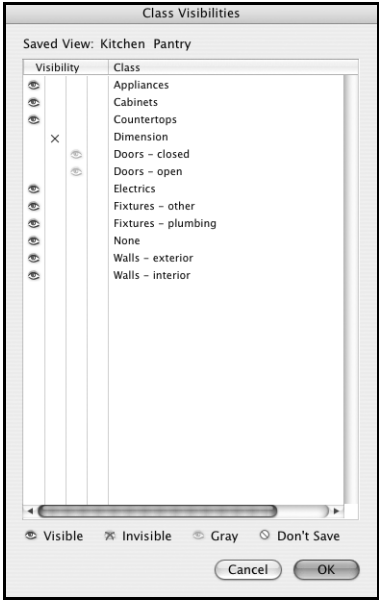 Class Visibilities
Saved View: Kitchen Pantry
Visibility Class
Appliances
Cabinets
Countertops
Dimension
Doors - closed
Doors - open
Electrics
Fixtures - other
Fixtures - plumbing
None
Walls - exterior
Walls - interior
Visible Invisible Gray Don't Save
Cancel OK